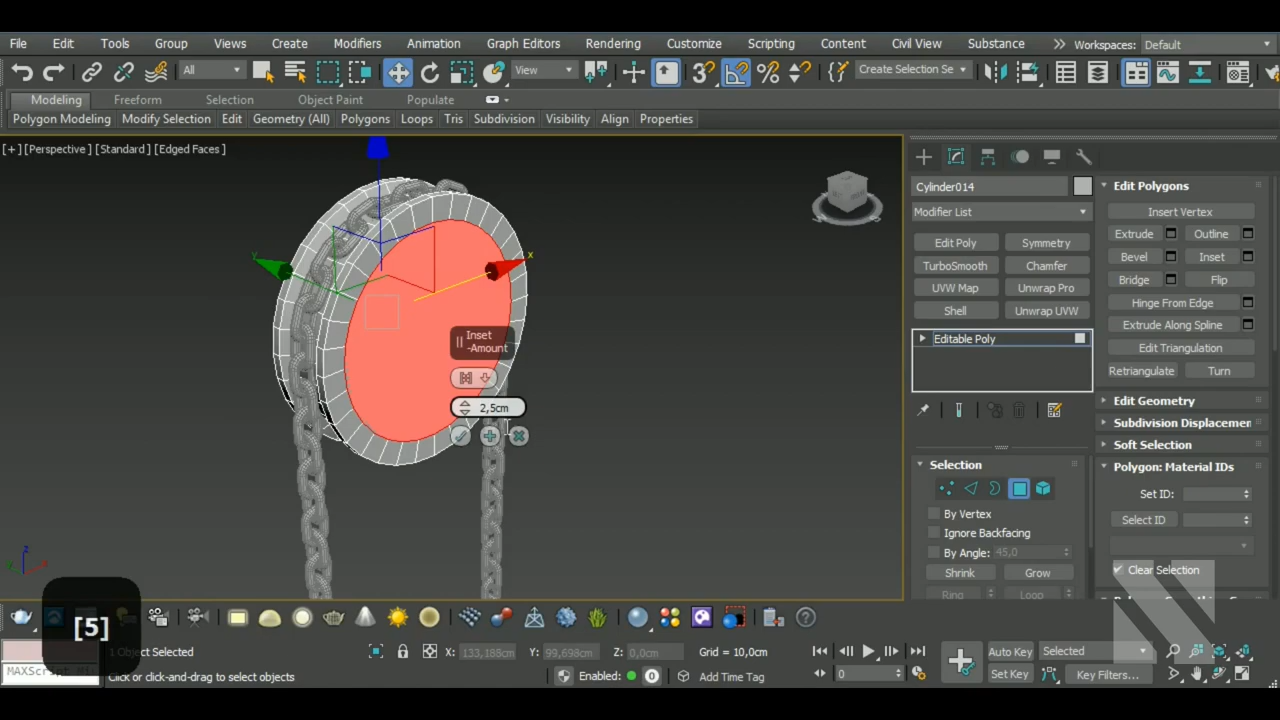 File Edit Tools Group Views Create Modifiers Animation Graph Editors Rendering Customize Scripting Content Civil View Substance Workspaces: Default
All View Create Selection Se
Modeling Freeform Selection Object Paint Populate
Polygon Modeling Modify Selection Edit Geometry (All) Polygons Loops Tris Subdivision Visibility Align Properties
[+] [Perspective] [Standard] [Edged Faces]
Cylinder014
Modifier List
Edit Poly Symmetry
TurboSmooth Chamfer
UVW Map Unwrap Pro
Shell Unwrap UVW
Editable Poly
Selection
By Vertex
Ignore Backfacing
By Angle: 45,0
Shrink Grow
Ring Loop
Edit Polygons
Insert Vertex
Extrude Outline
Bevel Inset
Bridge Flip
Hinge From Edge
Extrude Along Spline
Edit Triangulation
Retriangulate Turn
Edit Geometry
Subdivision Displacemen
Soft Selection
Polygon: Material IDs
Set ID:
Select ID
Clear Selection
y
x
Inset
-Amount
2,5cm
z
[5]
1 Object Selected X: 133,188cm Y: 99,698cm Z: 0,0cm Grid = 10,0cm Auto Key Selected
MAXScript Mi Click or click-and-drag to select objects Enabled: 0 Add Time Tag 0 Set Key Key Filters...